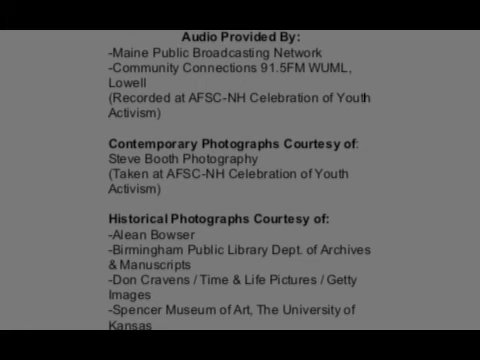 Audio Provided By:
-Maine Public Broadcasting Network
-Community Connections 91.5FM WUML,
Lowell
(Recorded at AFSC-NH Celebration of Youth
Activism)
Contemporary Photographs Courtesy of:
Steve Booth Photography
(Taken at AFSC-NH Celebration of Youth
Activism)
Historical Photographs Courtesy of:
-Alean Bowser
-Birmingham Public Library Dept. of Archives
& Manuscripts
-Don Cravens / Time & Life Pictures / Getty
Images
-Spencer Museum of Art, The University of
Kansas